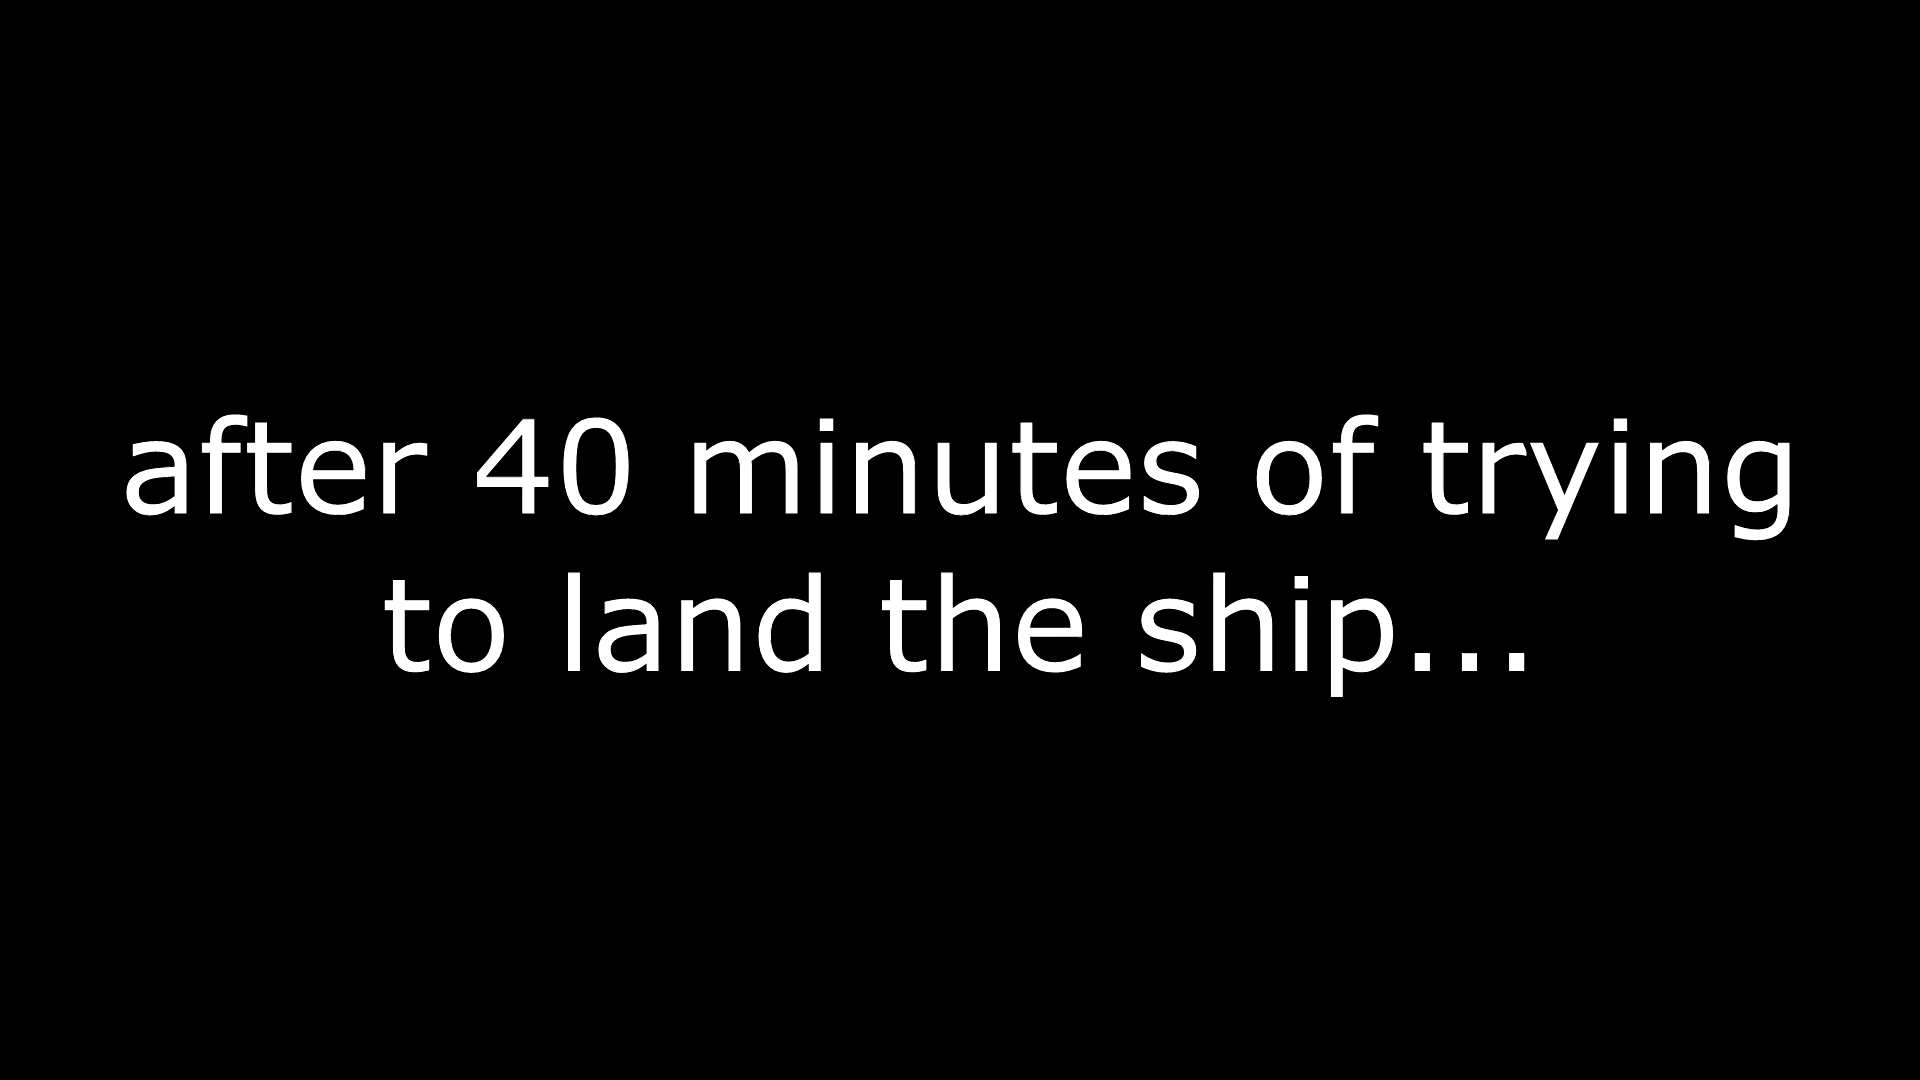 after 40 minutes of trying
to land the ship...